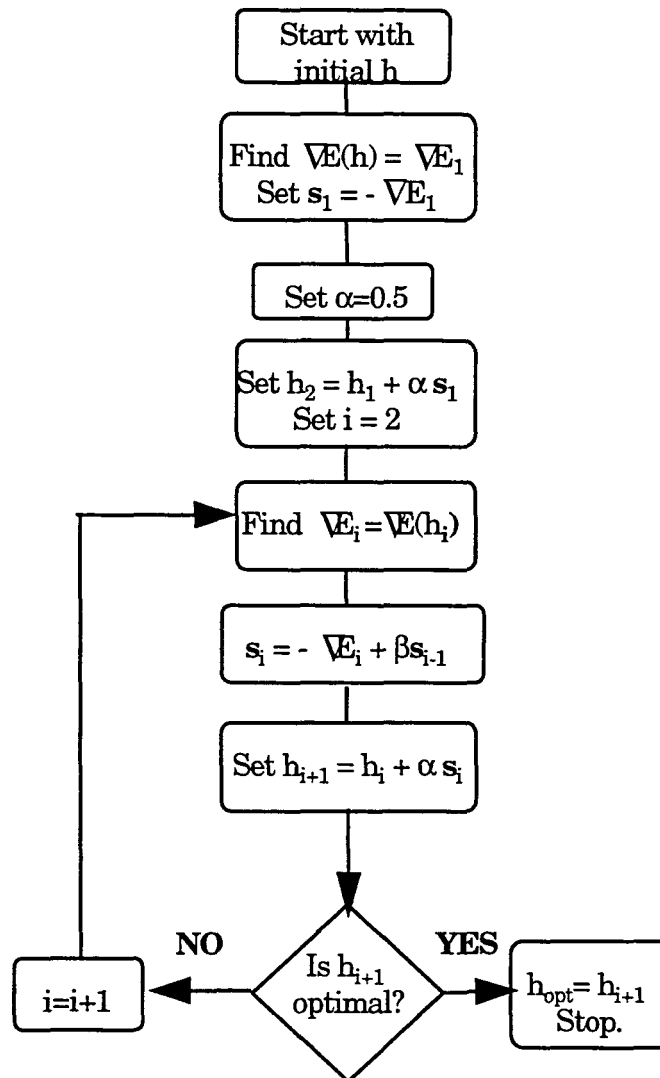 Start with
initial h
Find ∇E(h) = ∇E₁
Set s₁ = - ∇E₁
Set α=0.5
Set h₂ = h₁ + α s₁
Set i = 2
Find ∇Eᵢ=∇E(hᵢ)
sᵢ = - ∇Eᵢ + βsᵢ₋₁
Set hᵢ₊₁ = hᵢ + α sᵢ
NO
YES
Is hᵢ₊₁
optimal?
i=i+1
hₒₚₜ= hᵢ₊₁
Stop.